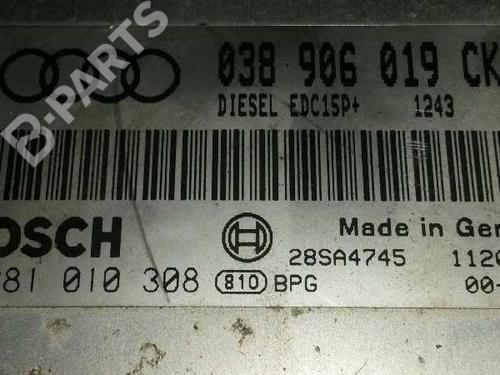 038 906 019 CK
DIESEL EDC15P+ 1243
B-PARTS
OSCH
Made in Ger
28SA4745 112
81 010 308 810 BPG 00-